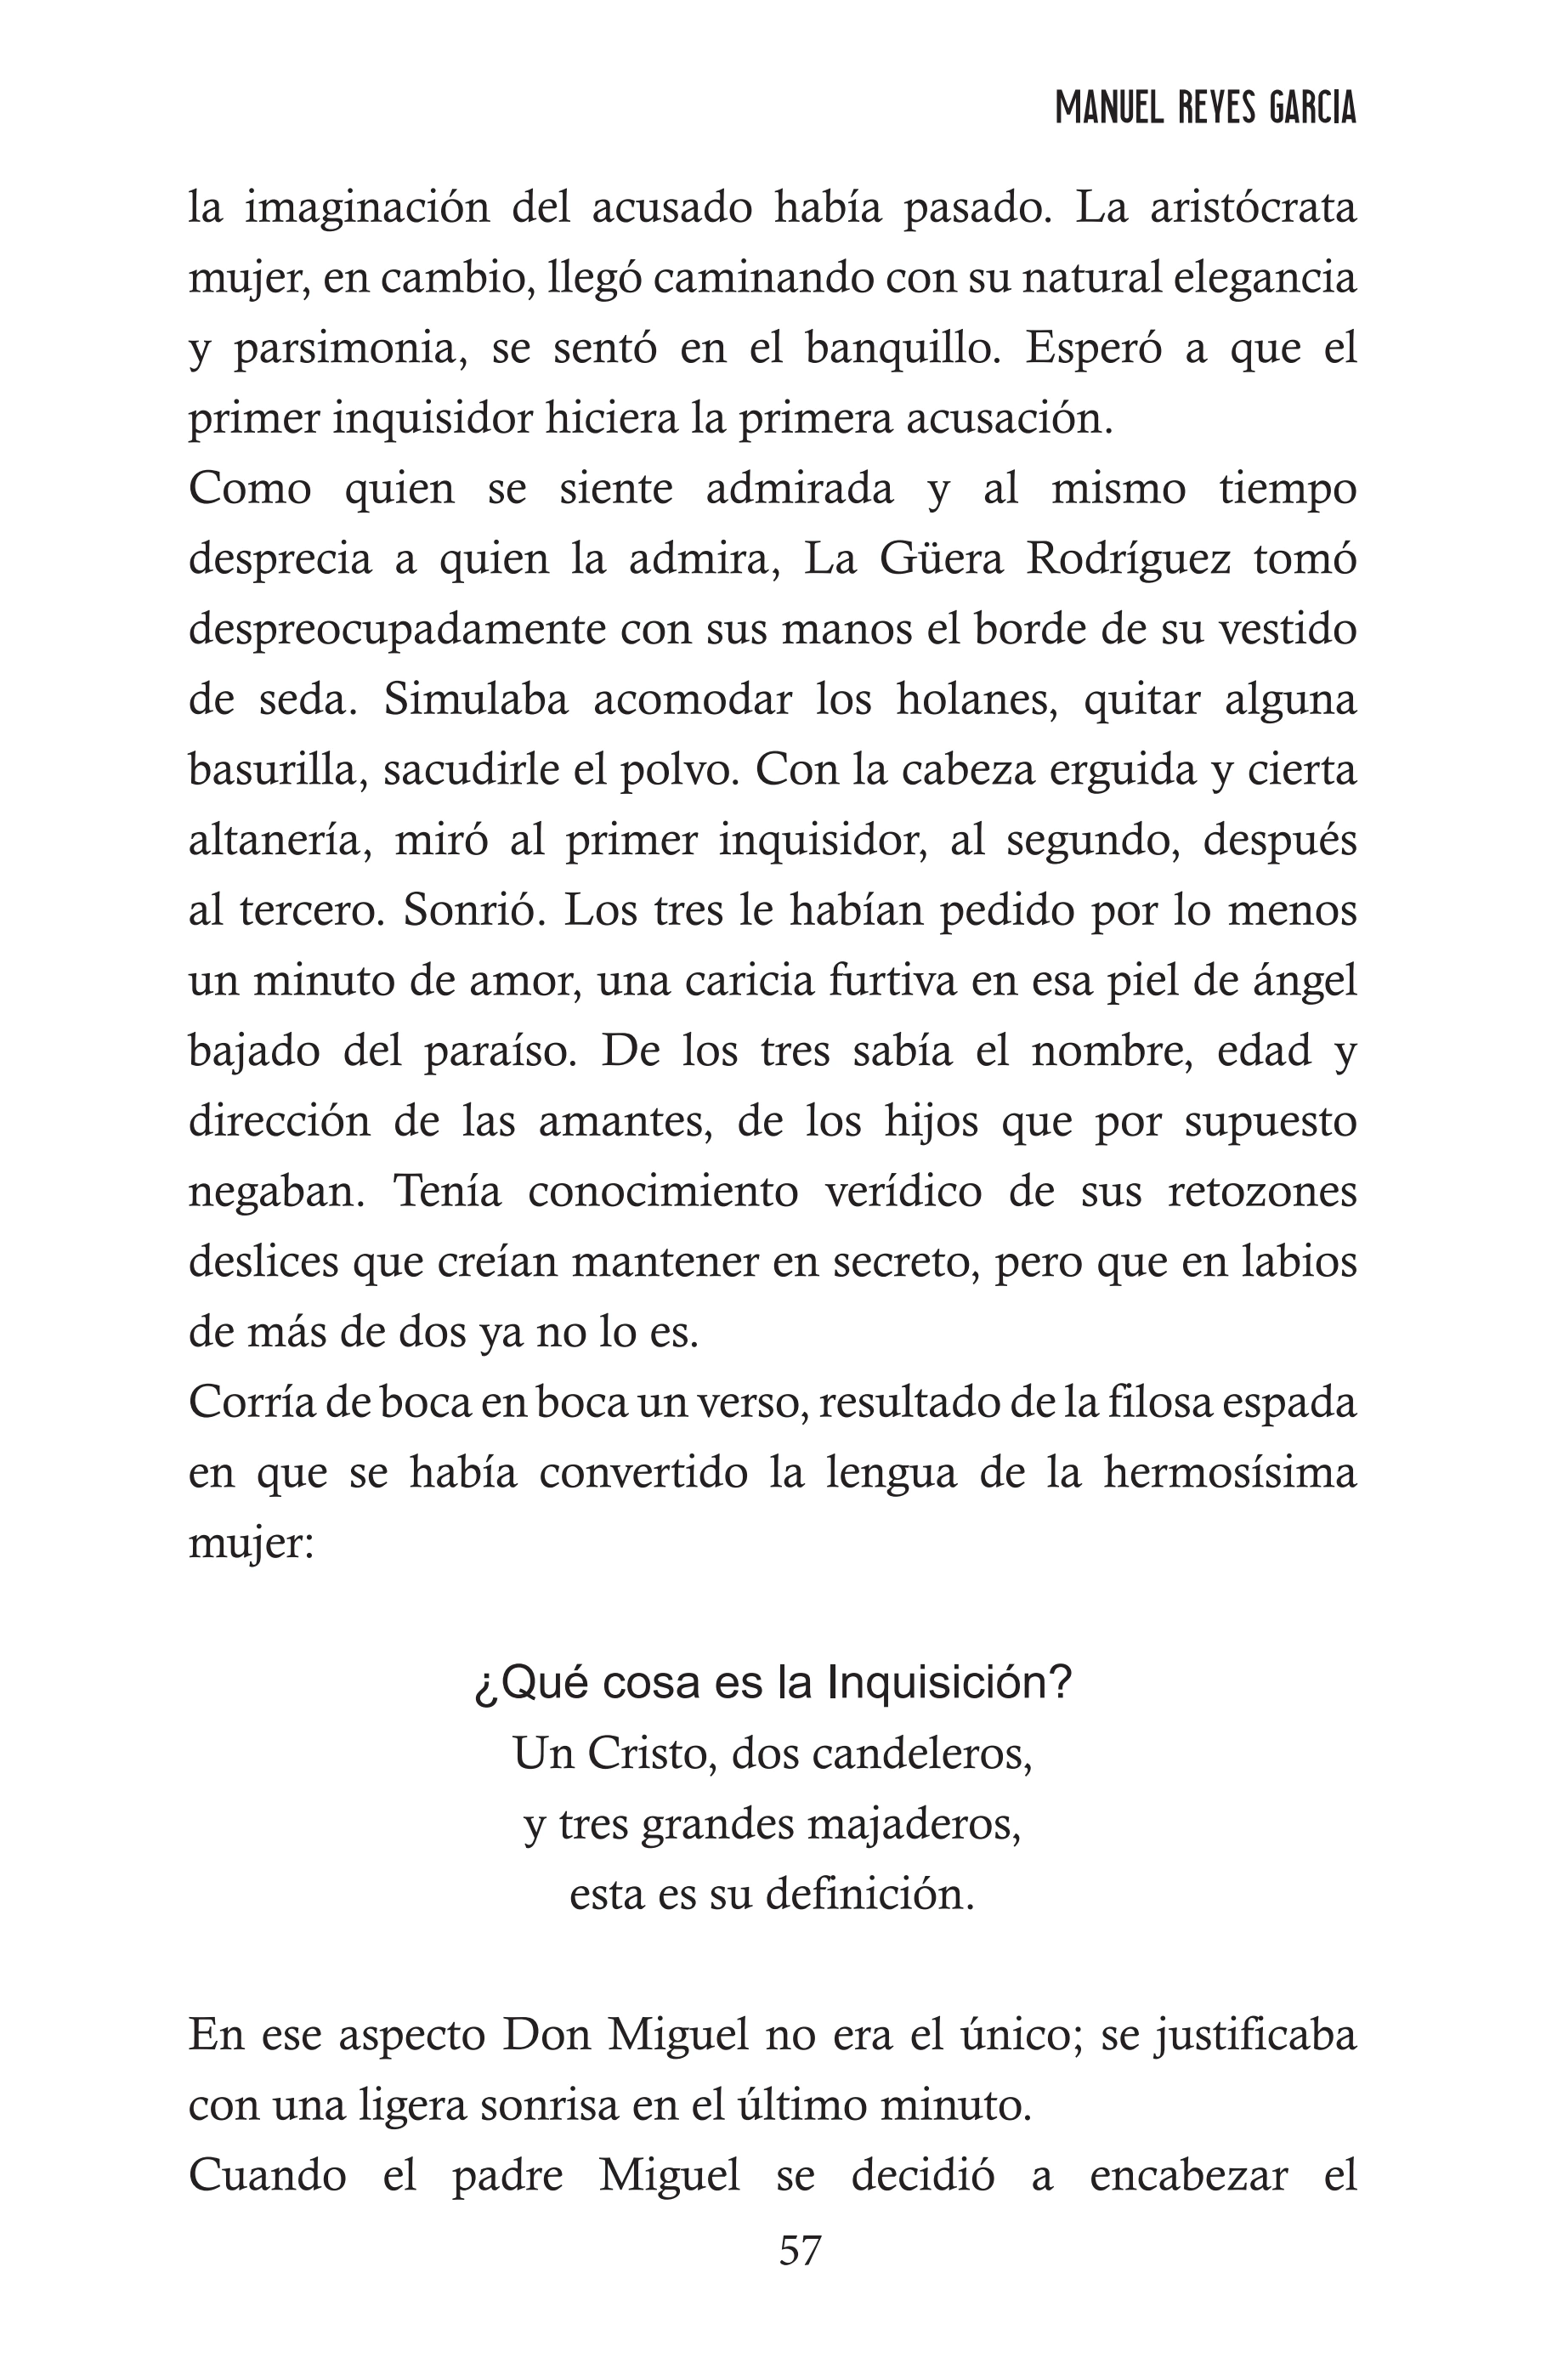 MANUEL REYES GARCIA
la imaginación del acusado había pasado. La aristócrata
mujer, en cambio, llegó caminando con su natural elegancia
y parsimonia, se sentó en el banquillo. Esperó a que el
primer inquisidor hiciera la primera acusación.
Como quien se siente admirada y al mismo tiempo
desprecia a quien la admira, La Güera Rodríguez tomó
despreocupadamente con sus manos el borde de su vestido
de seda. Simulaba acomodar los holanes, quitar alguna
basurilla, sacudirle el polvo. Con la cabeza erguida y cierta
altanería, miró al primer inquisidor, al segundo, después
al tercero. Sonrió. Los tres le habían pedido por lo menos
un minuto de amor, una caricia furtiva en esa piel de ángel
bajado del paraíso. De los tres sabía el nombre, edad y
dirección de las amantes, de los hijos que por supuesto
negaban. Tenía conocimiento verídico de sus retozones
deslices que creían mantener en secreto, pero que en labios
de más de dos ya no lo es.
Corría de boca en boca un verso, resultado de la filosa espada
en que se había convertido la lengua de la hermosísima
mujer:
¿Qué cosa es la Inquisición?
Un Cristo, dos candeleros,
y tres grandes majaderos,
esta es su definición.
En ese aspecto Don Miguel no era el único; se justificaba
con una ligera sonrisa en el último minuto.
Cuando el padre Miguel se decidió a encabezar el
57